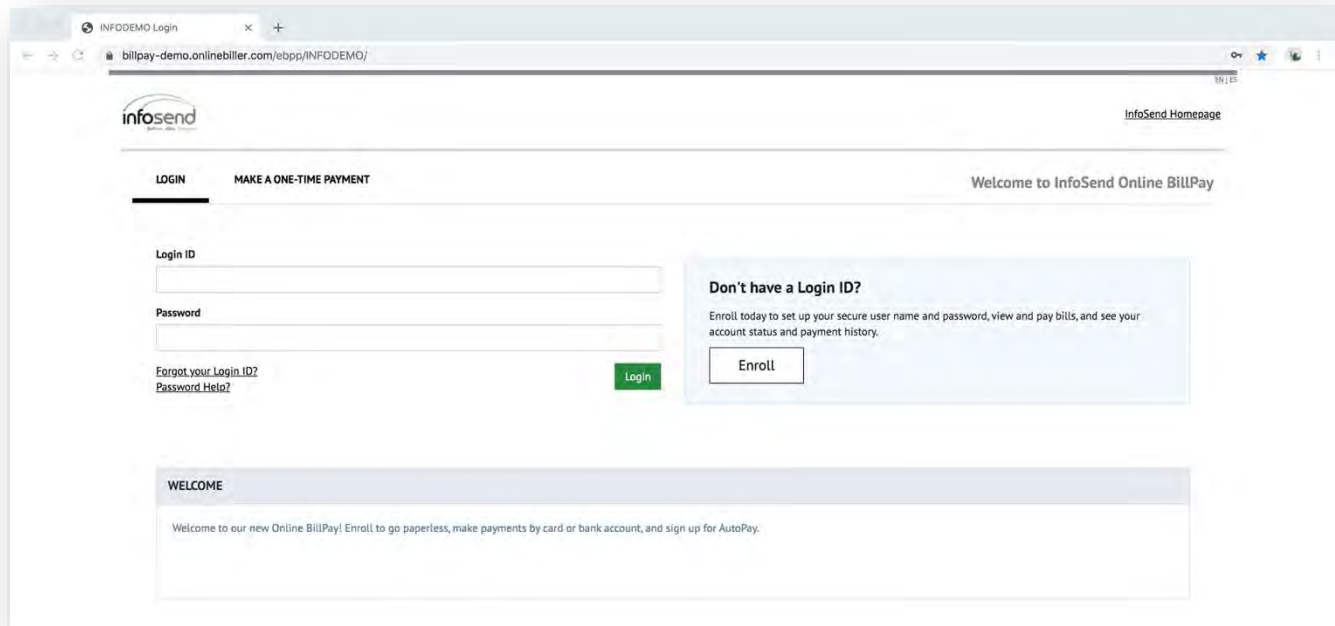 INFODEMO Login
billpay-demo.onlinebiller.com/ebpp/INFODEMO/
EN | ES
infosend
InfoSend Homepage
LOGIN
MAKE A ONE-TIME PAYMENT
Welcome to InfoSend Online BillPay
Login ID
Password
Forgot your Login ID?
Password Help?
Login
Don't have a Login ID?
Enroll today to set up your secure user name and password, view and pay bills, and see your
account status and payment history.
Enroll
WELCOME
Welcome to our new Online BillPay! Enroll to go paperless, make payments by card or bank account, and sign up for AutoPay.